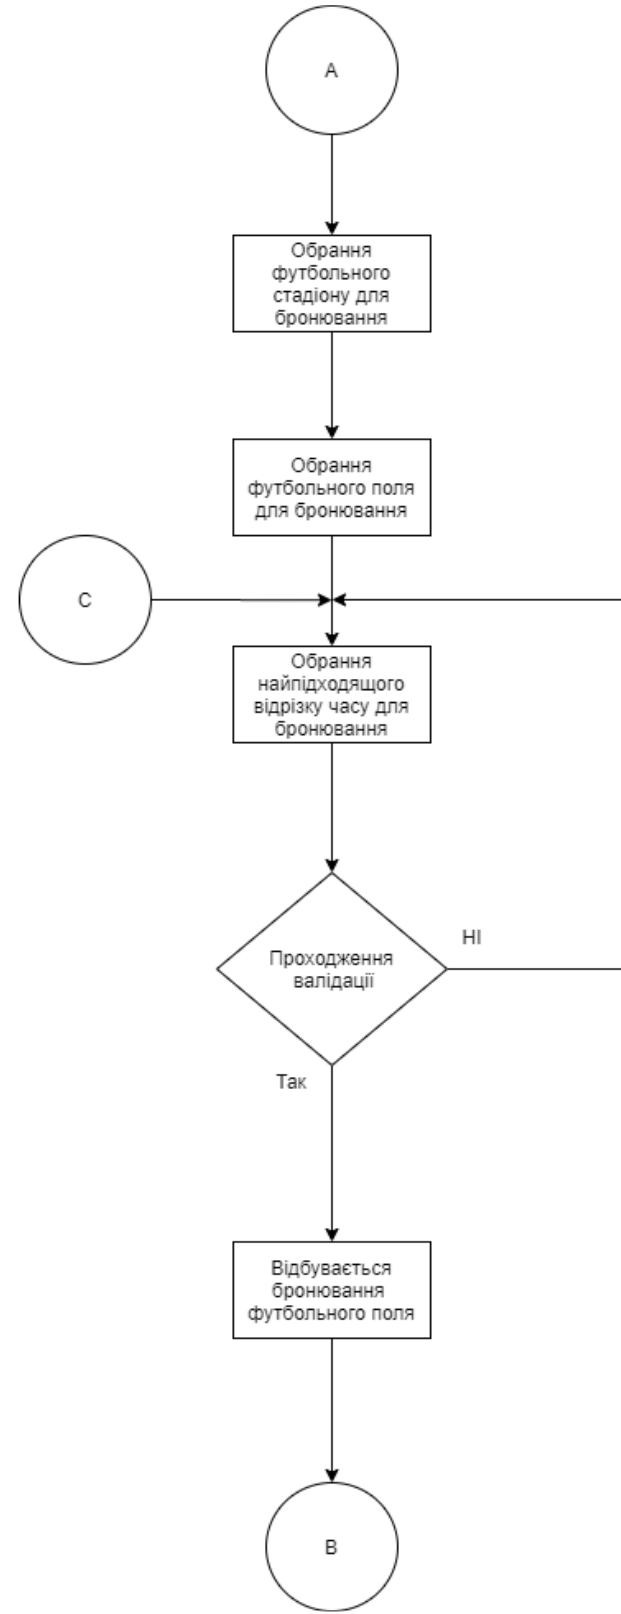 А
Обрання
футбольного
стадіону для
бронювання
Обрання
футбольного поля
для бронювання
С
Обрання
найпідходящого
відрізку часу для
бронювання
Проходження
валідації
НІ
Так
Відбувається
бронювання
футбольного поля
В